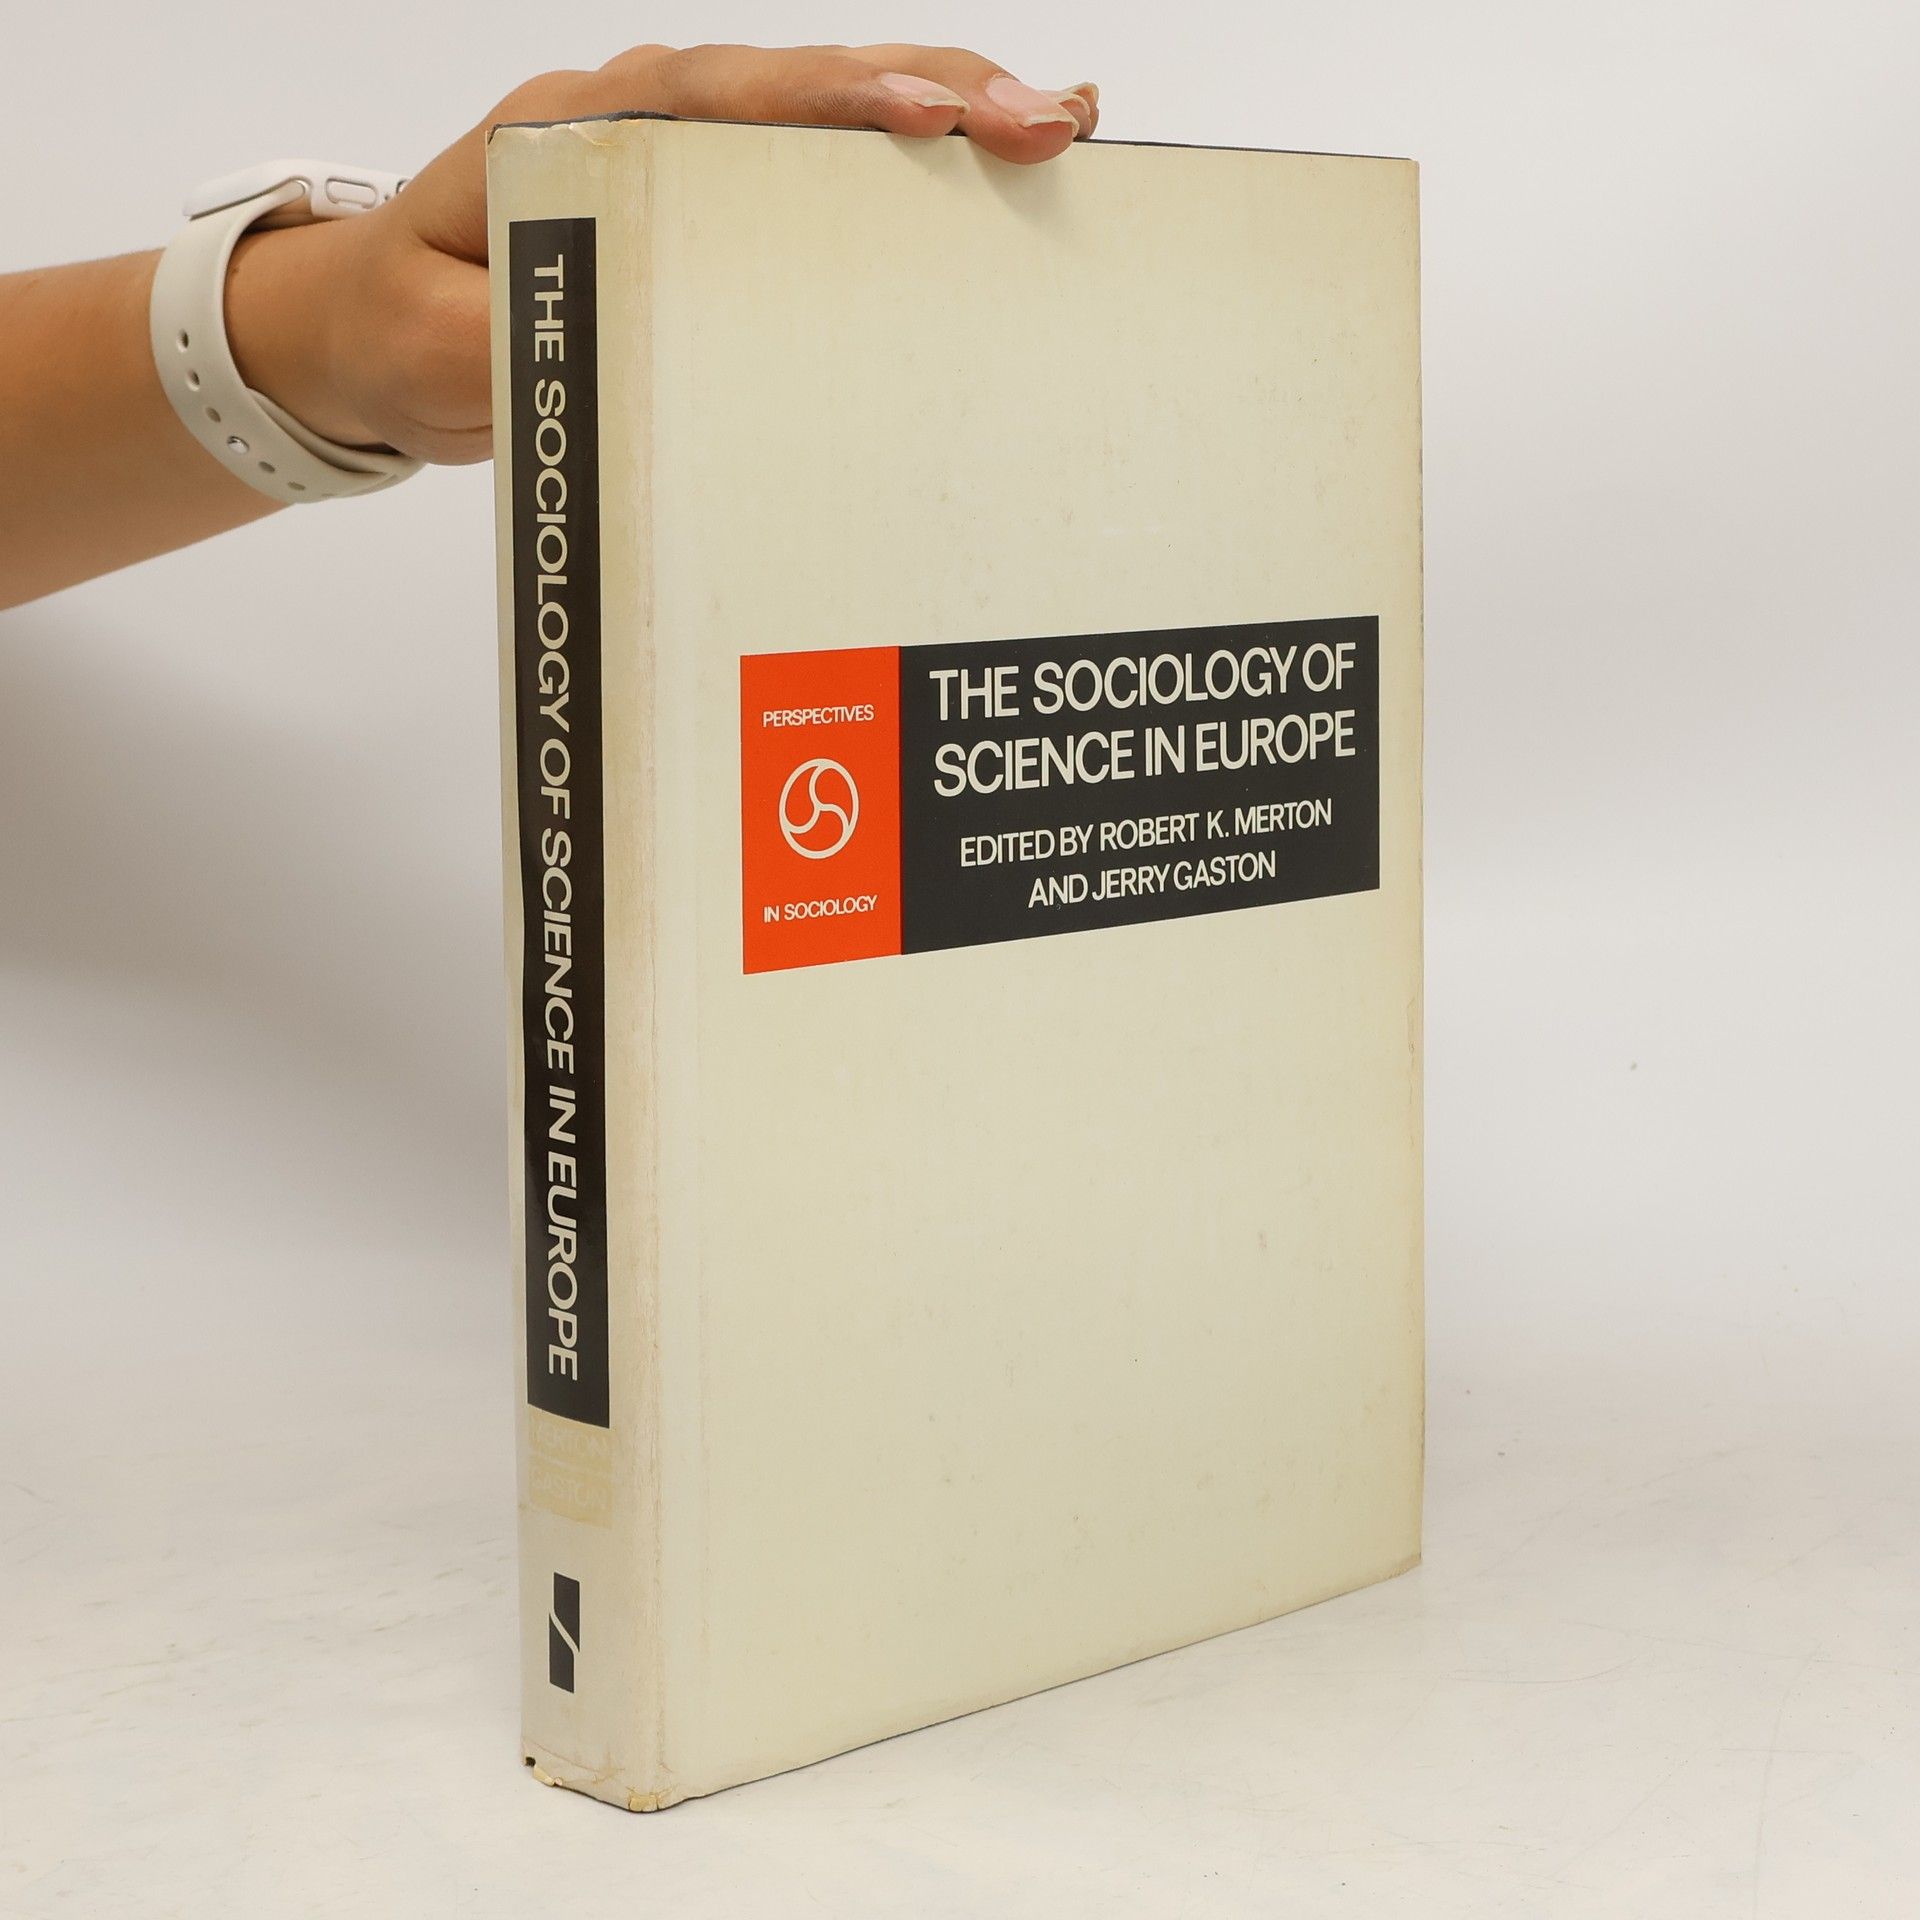 THE SOCIOLOGY OF SCIENCE IN EUROPE
MERTON
GASTON
PERSPECTIVES
IN SOCIOLOGY
THE SOCIOLOGY OF
SCIENCE IN EUROPE
EDITED BY ROBERT K. MERTON
AND JERRY GASTON